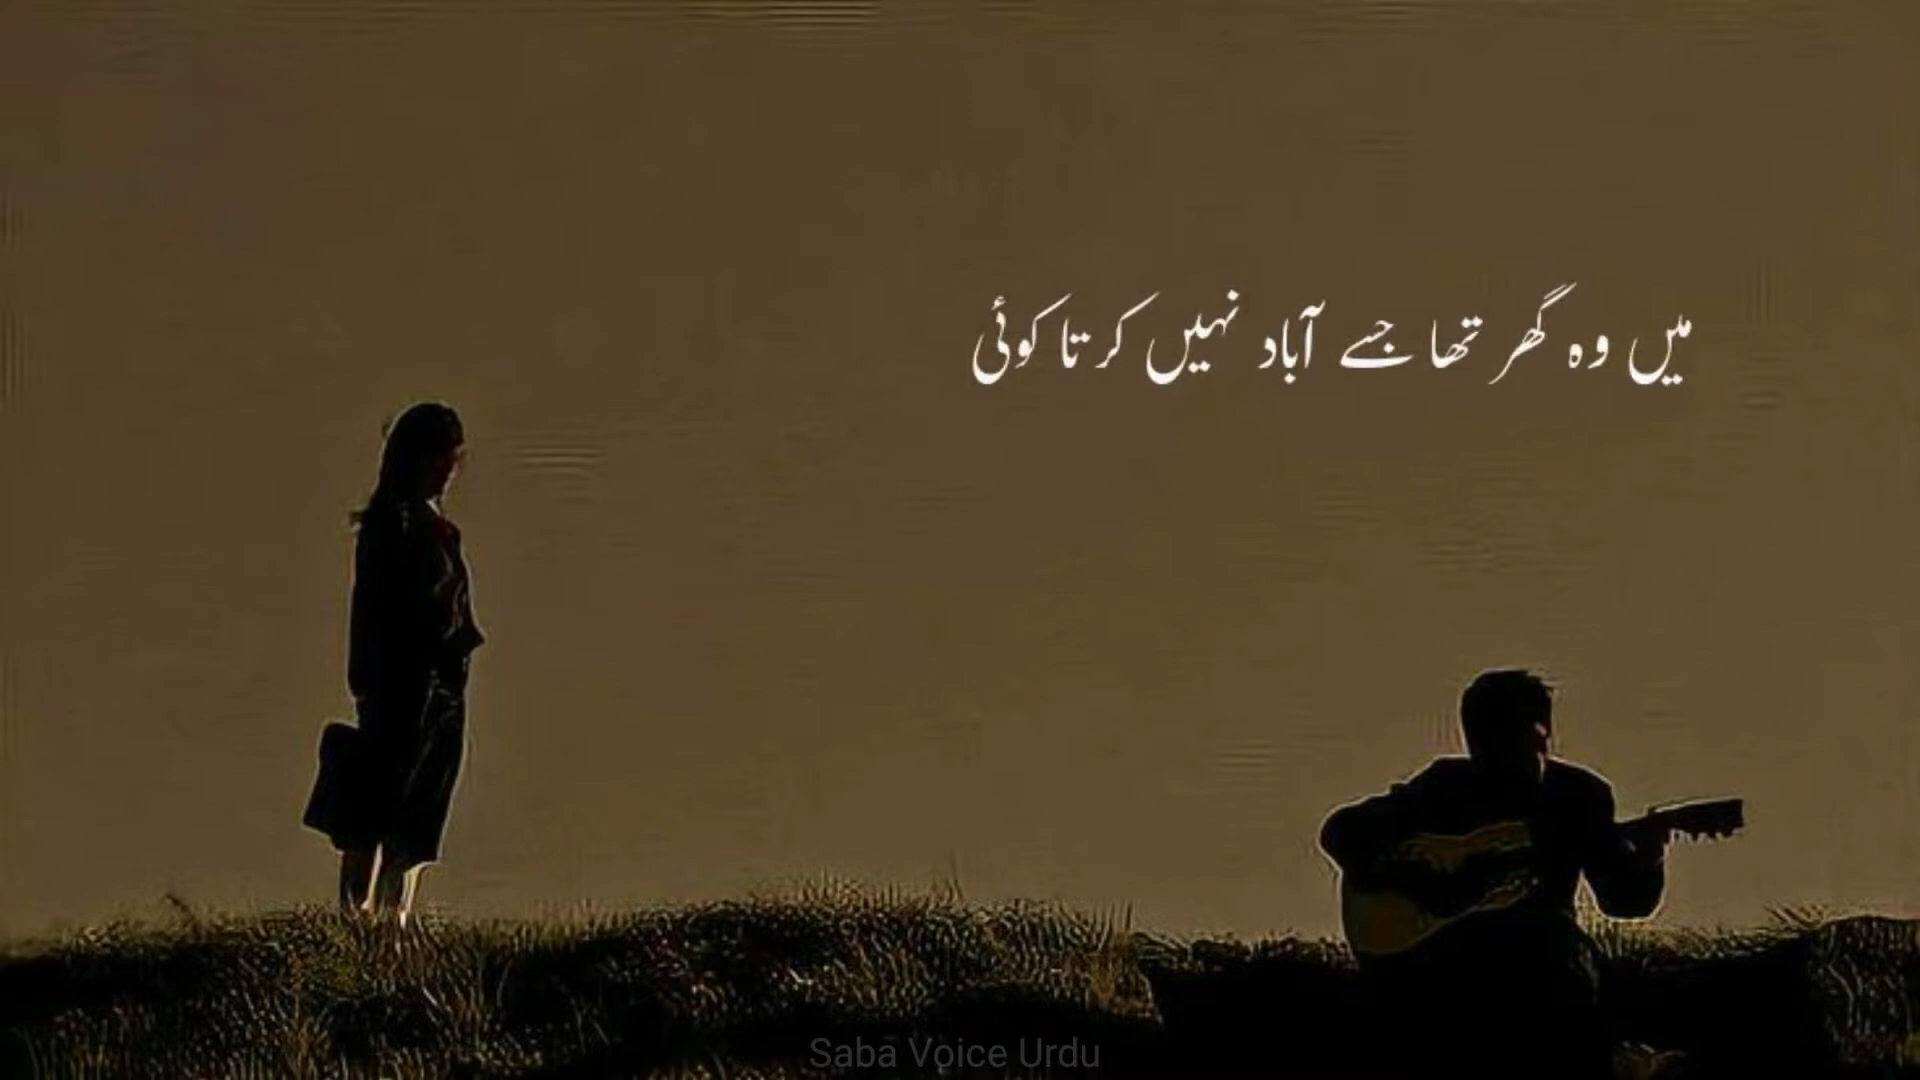 میں وہ گھر تھا جسے آباد نہیں کرتا کوئی
Saba Voice Urdu